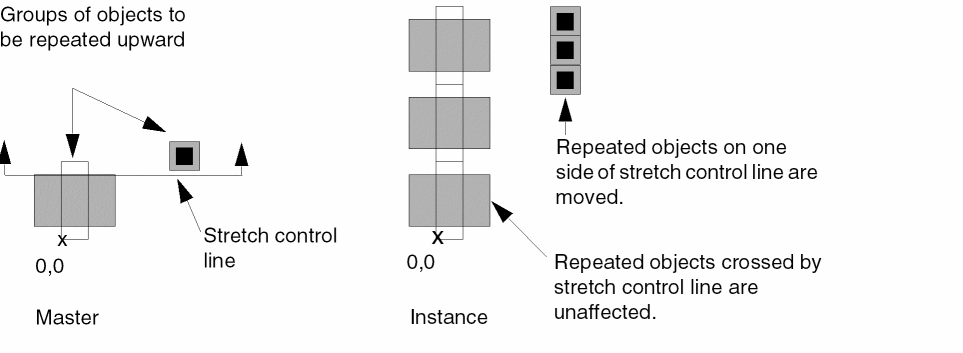 Groups of objects to
be repeated upward
Stretch control
line
x
0,0
Master
x
0,0
Instance
Repeated objects on one
side of stretch control line are
moved.
Repeated objects crossed by
stretch control line are
unaffected.